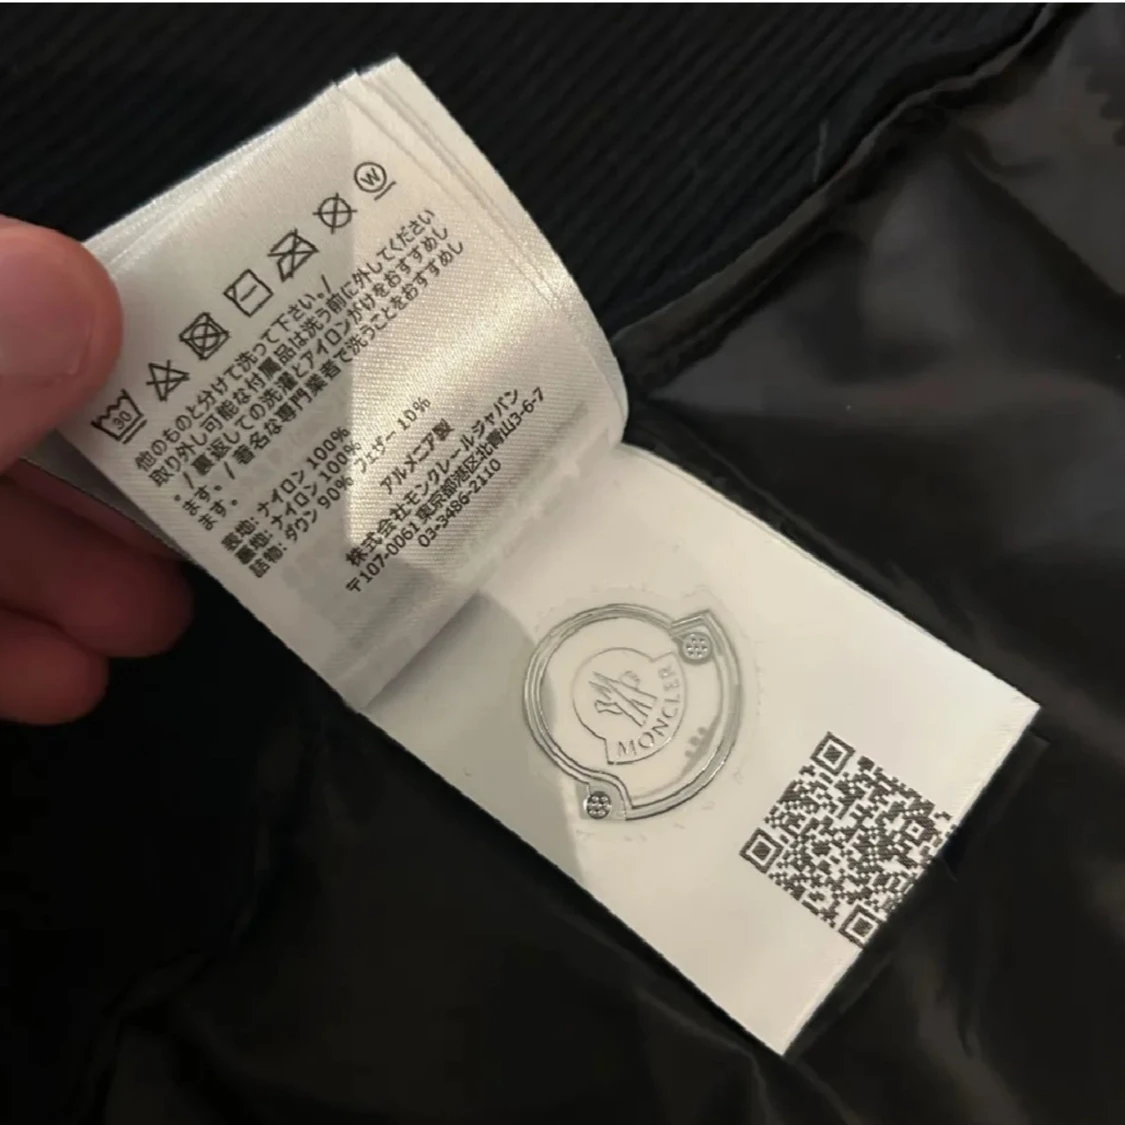 30
W
他のものと分けて洗って下さい。/
取り外し可能な付属品は洗う前に外してください
。/ 裏返しての洗濯とアイロンがけをおすすめし
ます。/ 著名な専門業者で洗うことをおすすめし
ます。
表地: ナイロン 100%
裏地: ナイロン 100%
詰物: ダウン 90% フェザー 10%
アルメニア製
株式会社モンクレールジャパン
〒107-0061 東京都港区北青山3-6-7
03-3486-2110
MONCLER